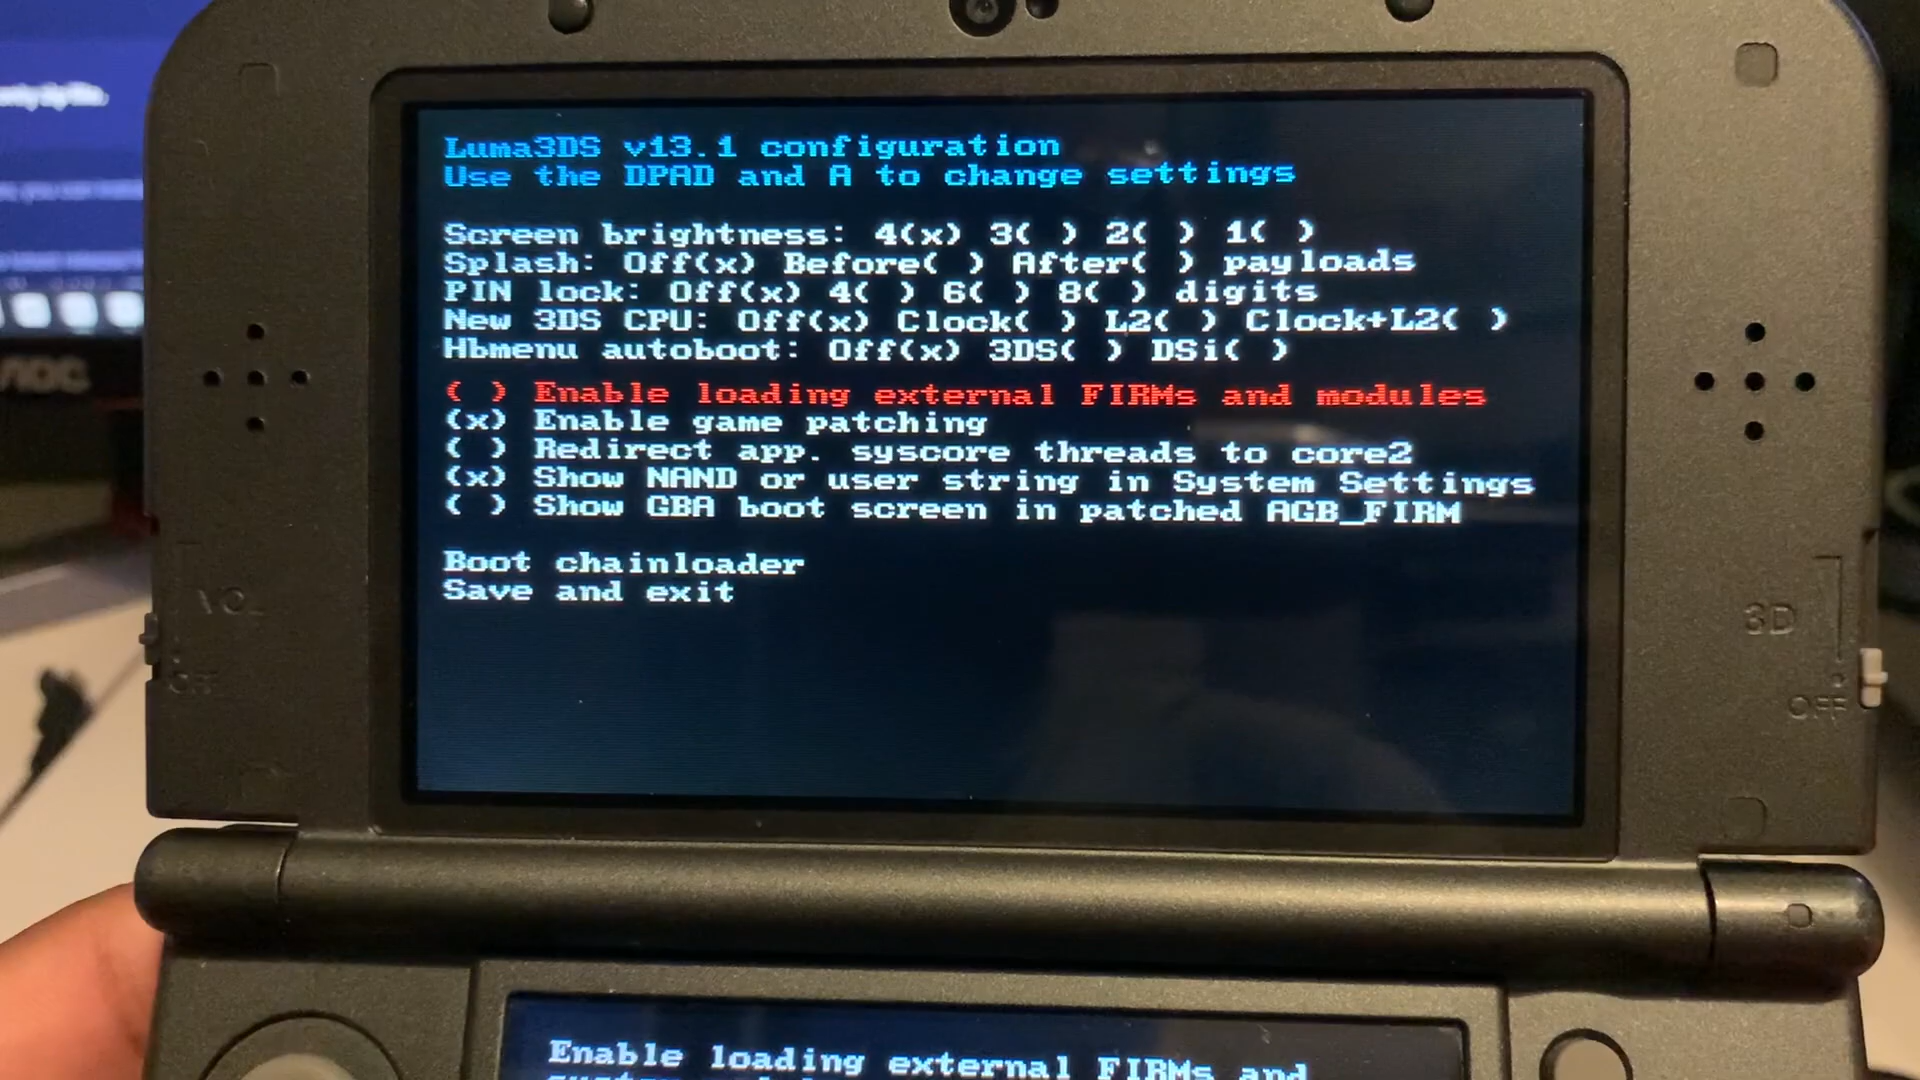 Luma3DS v13.1 configuration
Use the DPAD and A to change settings
Screen brightness: 4(x) 3( ) 2( ) 1( )
Splash: Off(x) Before( ) After( ) payloads
PIN lock: Off(x) 4( ) 6( ) 8( ) digits
New 3DS CPU: Off(x) Clock( ) L2( ) Clock+L2( )
Hbmenu autoboot: Off(x) 3DS( ) DSi( )
( ) Enable loading external FIRMs and modules
(x) Enable game patching
( ) Redirect app. syscore threads to core2
(x) Show NAND or user string in System Settings
( ) Show GBA boot screen in patched AGB_FIRM
Boot chainloader
Save and exit
VOL
OFF
3D
OFF
AOC
Enable loading external FIRMs and